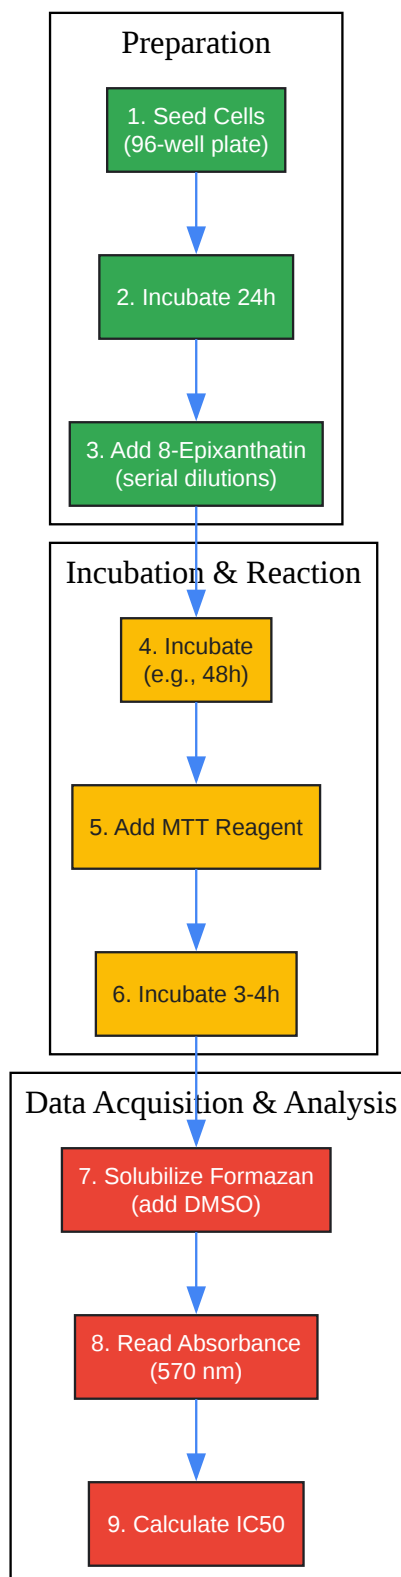 Preparation
1. Seed Cells
(96-well plate)
2. Incubate 24h
3. Add 8-Epixanthatin
(serial dilutions)
Incubation & Reaction
4. Incubate
(e.g., 48h)
5. Add MTT Reagent
6. Incubate 3-4h
Data Acquisition & Analysis
7. Solubilize Formazan
(add DMSO)
8. Read Absorbance
(570 nm)
9. Calculate IC50